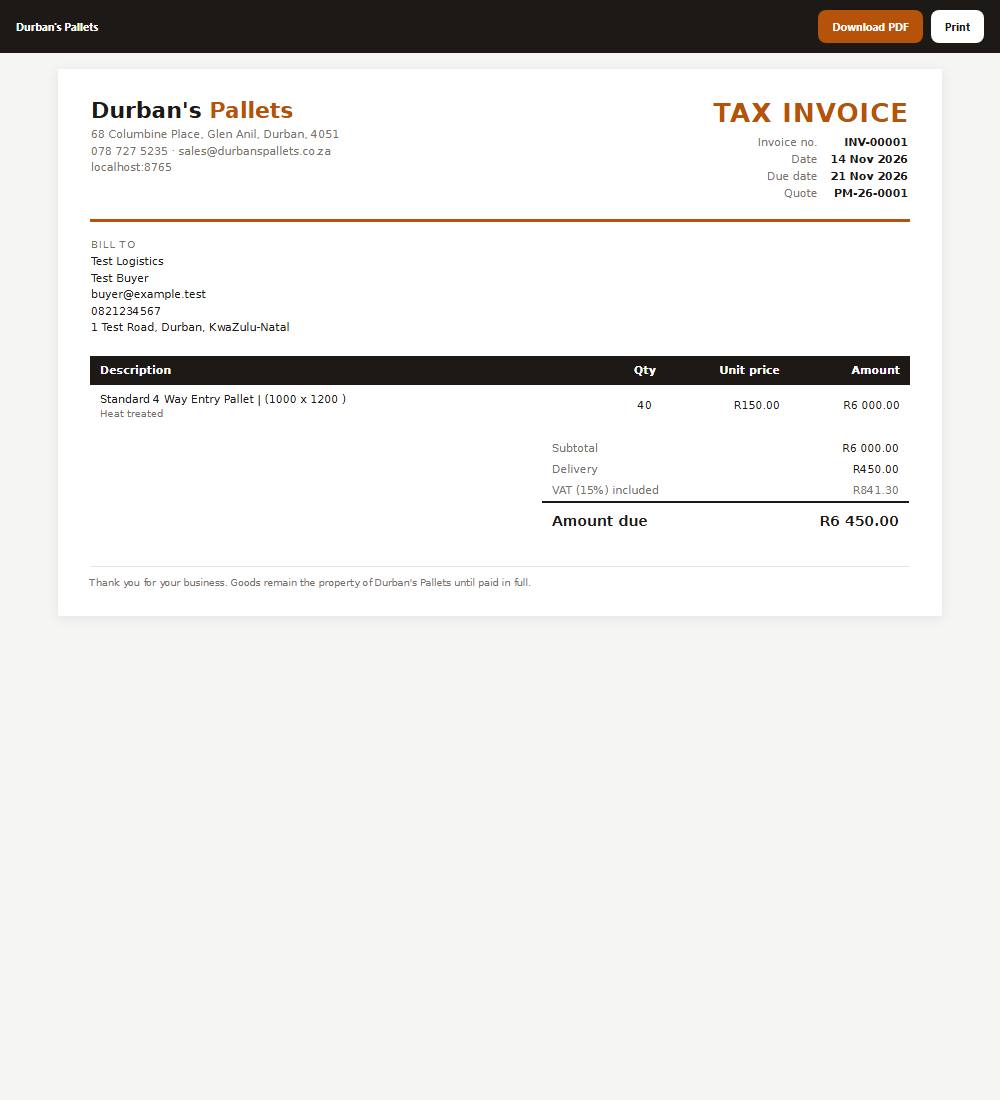 Durban's Pallets
Download PDF
Print
Durban's Pallets
TAX INVOICE
68 Columbine Place, Glen Anil, Durban, 4051
078 727 5235 · sales@durbanspallets.co.za
localhost:8765
Invoice no. INV-00001
Date 14 Nov 2026
Due date 21 Nov 2026
Quote PM-26-0001
BILL TO
Test Logistics
Test Buyer
buyer@example.test
0821234567
1 Test Road, Durban, KwaZulu-Natal
Description Qty Unit price Amount
Standard 4 Way Entry Pallet | (1000 x 1200 ) 40 R150.00 R6 000.00
Heat treated
Subtotal R6 000.00
Delivery R450.00
VAT (15%) included R841.30
Amount due R6 450.00
Thank you for your business. Goods remain the property of Durban's Pallets until paid in full.